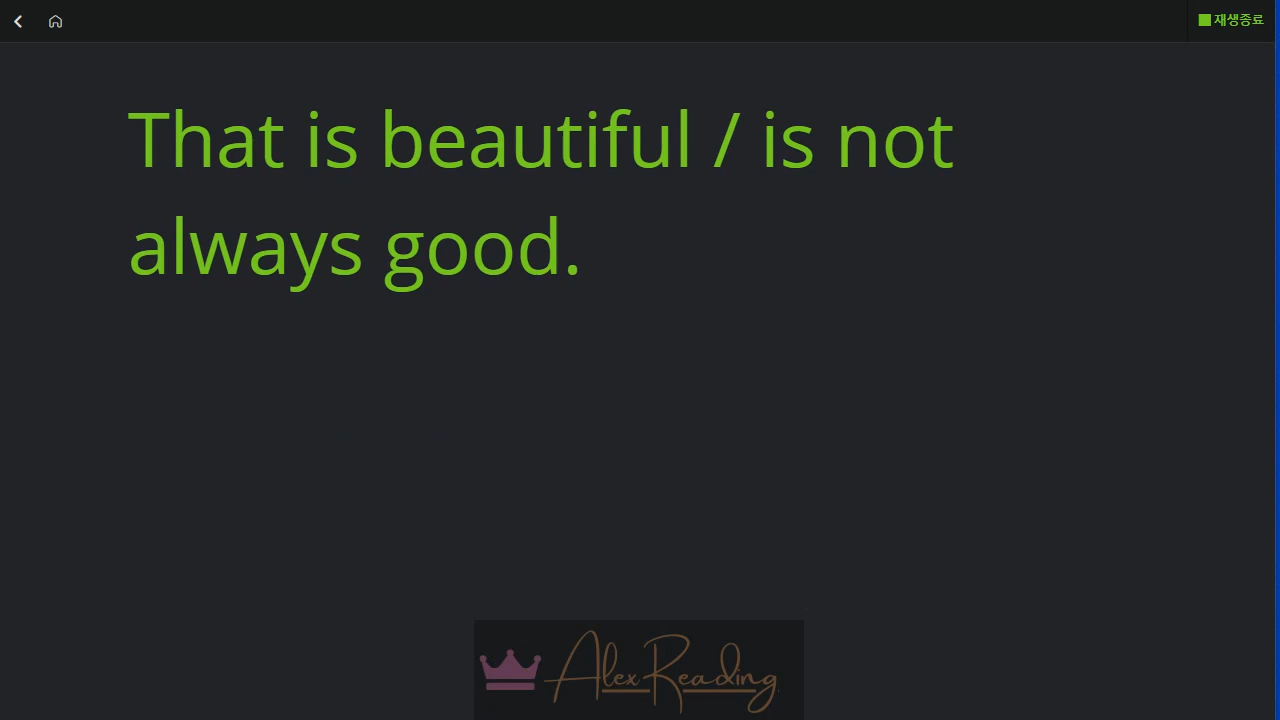 재생종료
That is beautiful / is not
always good.
Alex Reading